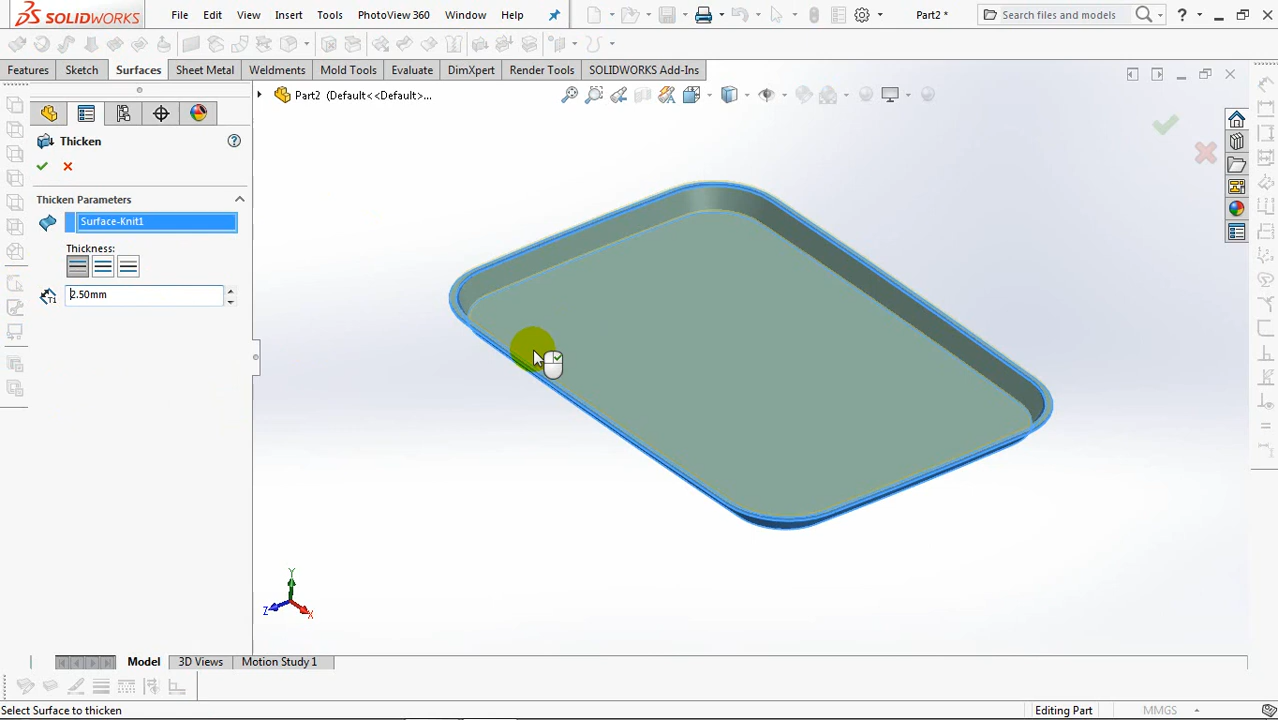 SOLIDWORKS File Edit View Insert Tools PhotoView 360 Window Help Part2 * Search files and models ?
Features Sketch Surfaces Sheet Metal Weldments Mold Tools Evaluate DimXpert Render Tools SOLIDWORKS Add-Ins
Part2 (Default<<Default>...
Thicken ?
Thicken Parameters
Surface-Knit1
Thickness:
T1 2.50mm
Y
Z
X
Model 3D Views Motion Study 1
Select Surface to thicken Editing Part MMGS